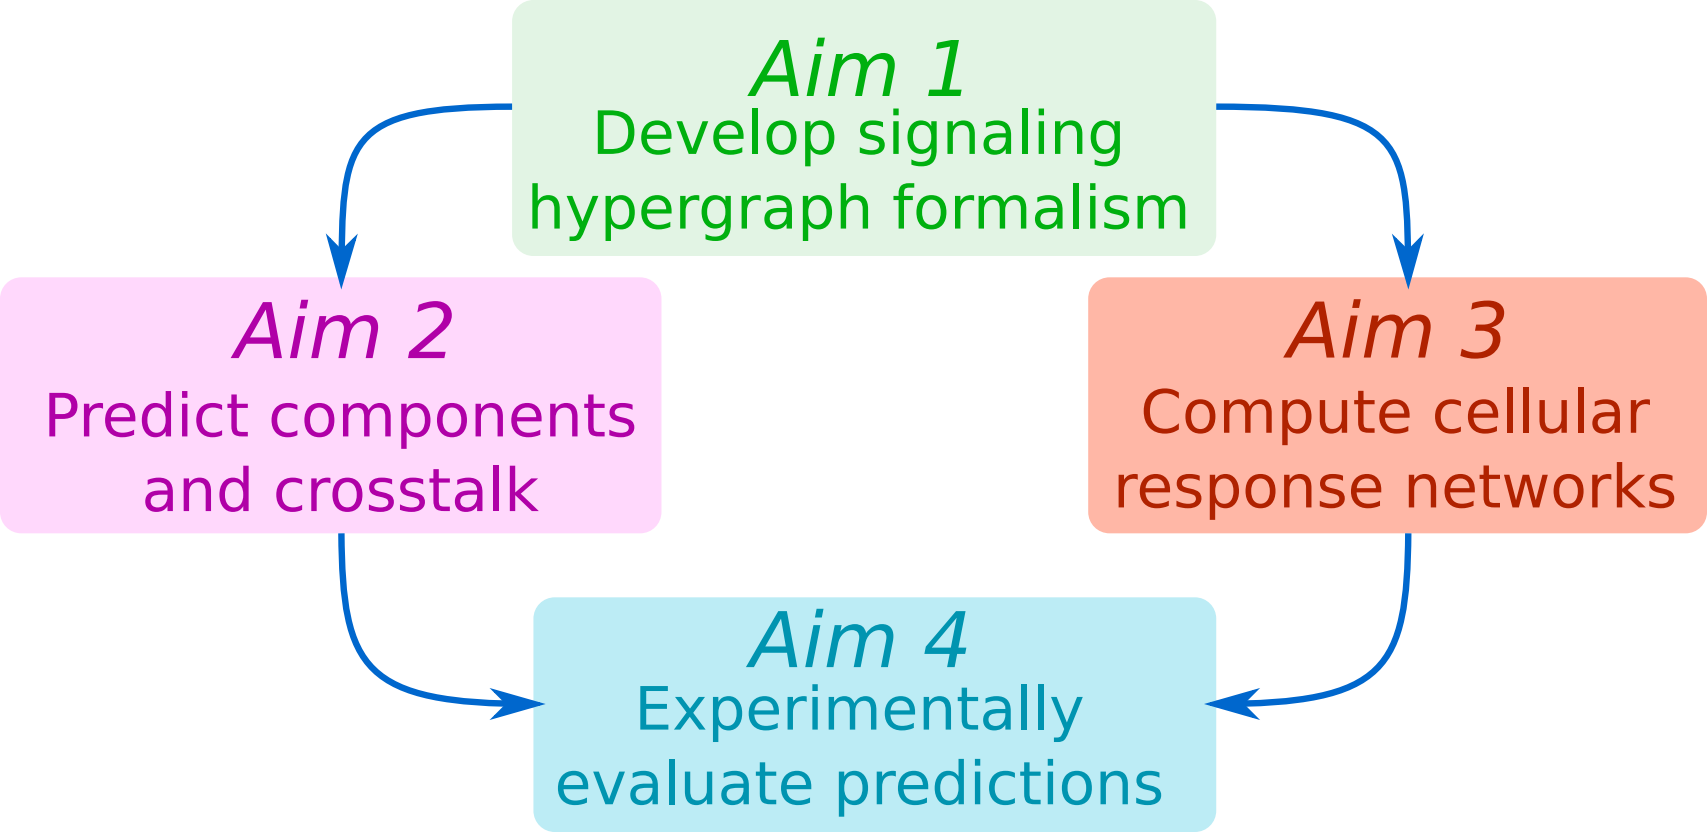 Aim 1
Develop signaling
hypergraph formalism
Aim 2
Predict components
and crosstalk
Aim 3
Compute cellular
response networks
Aim 4
Experimentally
evaluate predictions